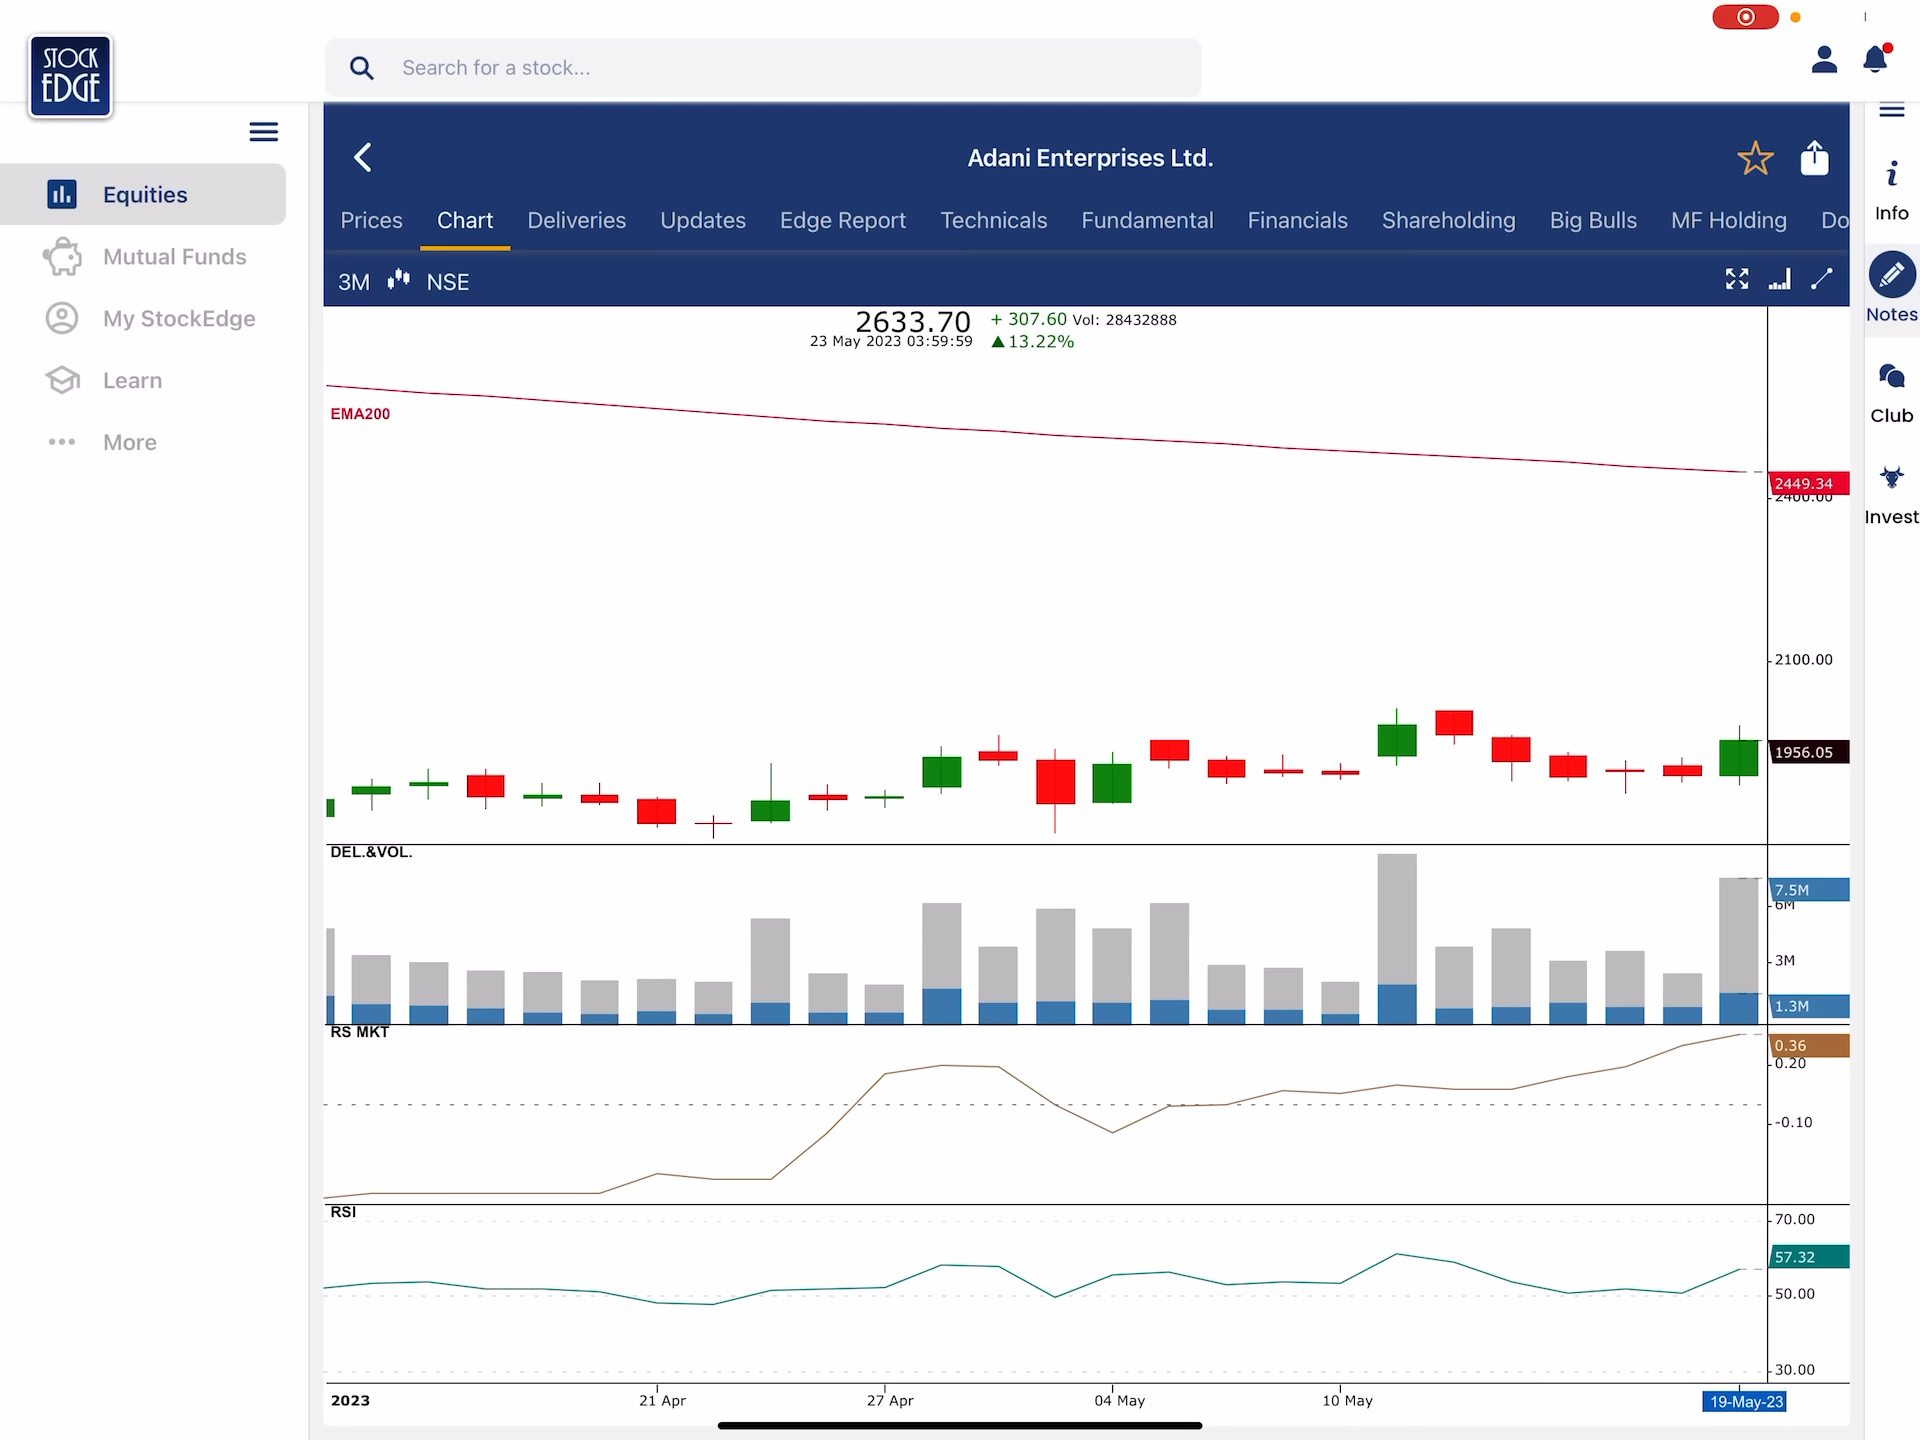 STOCK
EDGE
Search for a stock...
Equities
Mutual Funds
My StockEdge
Learn
More
Adani Enterprises Ltd.
Prices Chart Deliveries Updates Edge Report Technicals Fundamental Financials Shareholding Big Bulls MF Holding Do
3M NSE
2633.70 + 307.60 Vol: 28432888
23 May 2023 03:59:59 ▲13.22%
EMA200
2449.34
2400.00
2100.00
1956.05
DEL.&VOL.
7.5M
6M
3M
1.3M
RS MKT
0.36
0.20
-0.10
RSI
70.00
57.32
50.00
30.00
2023 21 Apr 27 Apr 04 May 10 May 19-May-23
Info
Notes
Club
Invest